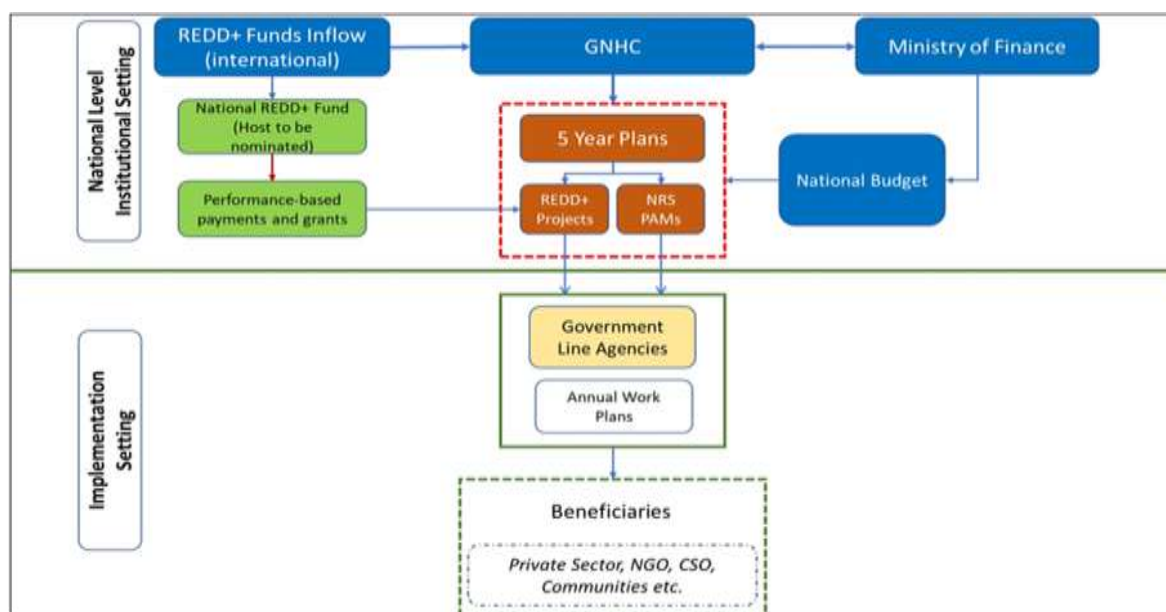 National Level
Institutional Setting
REDD+ Funds Inflow
(international)
GNHC
Ministry of Finance
National REDD+ Fund
(Host to be
nominated)
5 Year Plans
National Budget
Performance-based
payments and grants
REDD+
Projects
NRS
PAMs
Implementation
Setting
Government
Line Agencies
Annual Work
Plans
Beneficiaries
Private Sector, NGO, CSO,
Communities etc.